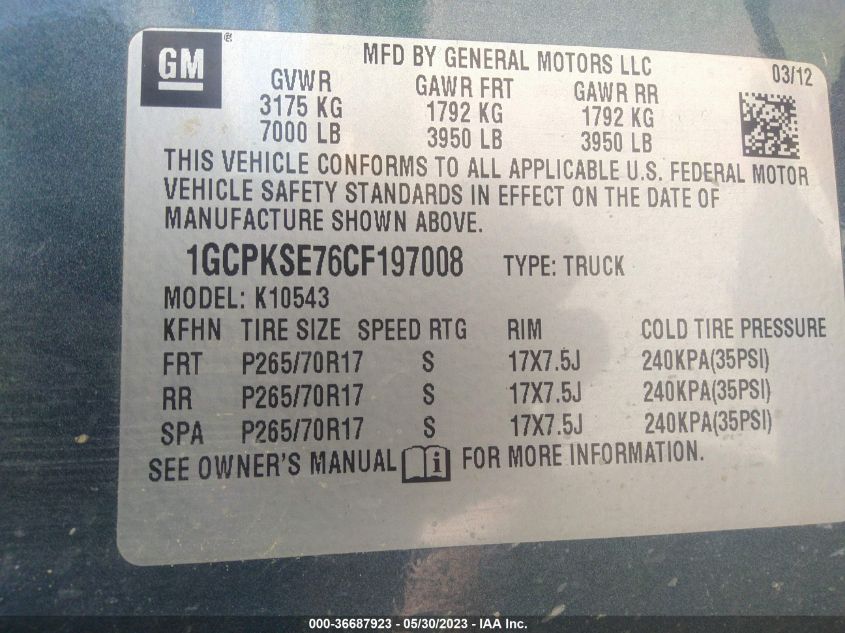 GM®
MFD BY GENERAL MOTORS LLC
03/12
GVWR GAWR FRT GAWR RR
3175 KG 1792 KG 1792 KG
7000 LB 3950 LB 3950 LB
THIS VEHICLE CONFORMS TO ALL APPLICABLE U.S. FEDERAL MOTOR
VEHICLE SAFETY STANDARDS IN EFFECT ON THE DATE OF
MANUFACTURE SHOWN ABOVE.
1GCPKSE76CF197008 TYPE: TRUCK
MODEL: K10543
KFHN TIRE SIZE SPEED RTG RIM COLD TIRE PRESSURE
FRT P265/70R17 S 17X7.5J 240KPA(35PSI)
RR P265/70R17 S 17X7.5J 240KPA(35PSI)
SPA P265/70R17 S 17X7.5J 240KPA(35PSI)
SEE OWNER'S MANUAL i FOR MORE INFORMATION.
000-36687923 - 05/30/2023 - IAA Inc.